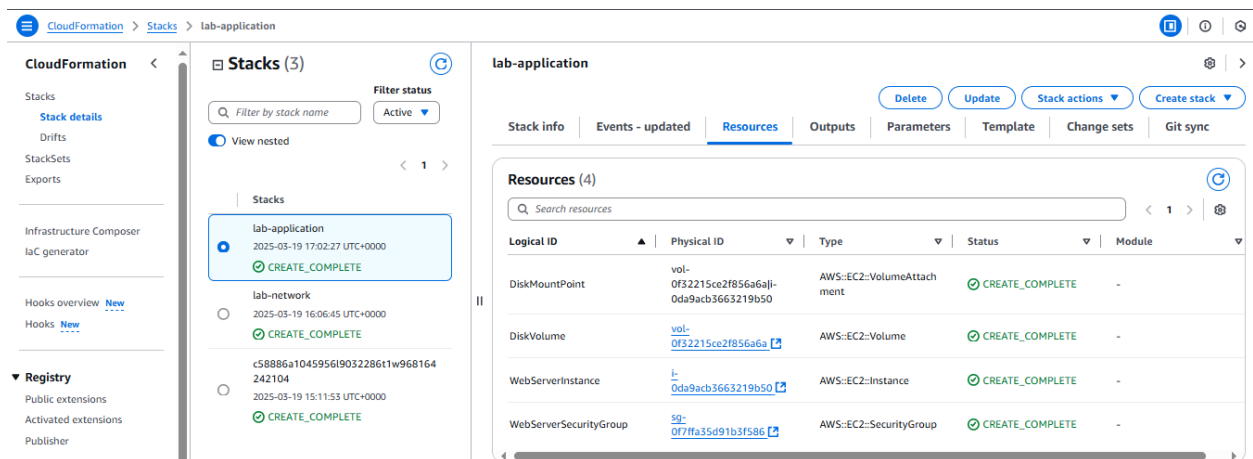 CloudFormation > Stacks > lab-application
CloudFormation
Stacks
Stack details
Drifts
StackSets
Exports
Infrastructure Composer
IaC generator
Hooks overview New
Hooks New
Registry
Public extensions
Activated extensions
Publisher
Stacks (3)
Filter status
Filter by stack name
Active
View nested
1
Stacks
lab-application
2025-03-19 17:02:27 UTC+0000
CREATE_COMPLETE
lab-network
2025-03-19 16:06:45 UTC+0000
CREATE_COMPLETE
c58886a1045956l9032286t1w968164
242104
2025-03-19 15:11:53 UTC+0000
CREATE_COMPLETE
lab-application
Delete Update Stack actions Create stack
Stack info Events - updated Resources Outputs Parameters Template Change sets Git sync
Resources (4)
Search resources
1
Logical ID Physical ID Type Status Module
DiskMountPoint
vol-
0f32215ce2f856a6a|i-
0da9acb3663219b50
AWS::EC2::VolumeAttach
ment
CREATE_COMPLETE
-
DiskVolume
vol-
0f32215ce2f856a6a
AWS::EC2::Volume
CREATE_COMPLETE
-
WebServerInstance
i-
0da9acb3663219b50
AWS::EC2::Instance
CREATE_COMPLETE
-
WebServerSecurityGroup
sg-
0f7ffa35d91b3f586
AWS::EC2::SecurityGroup
CREATE_COMPLETE
-